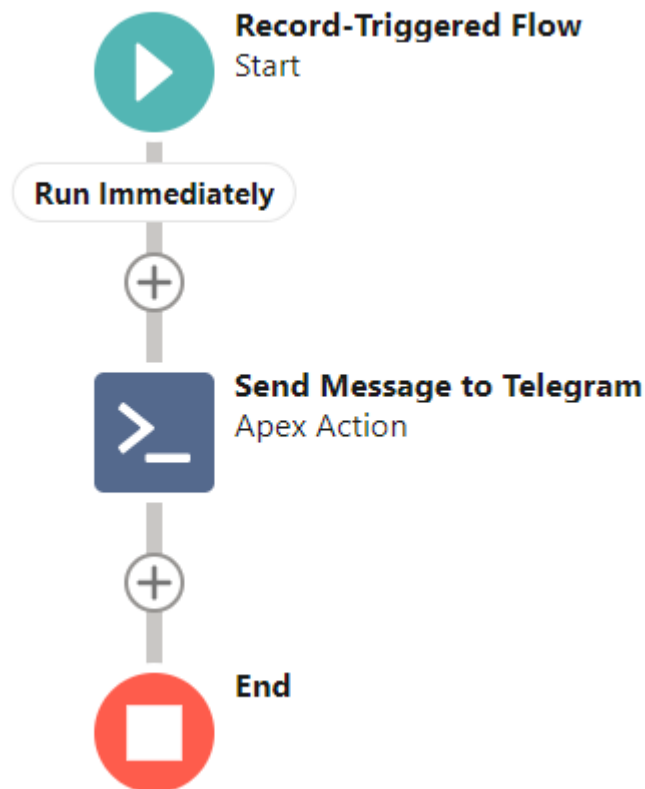 Record-Triggered Flow
Start
Run Immediately
Send Message to Telegram
Apex Action
End